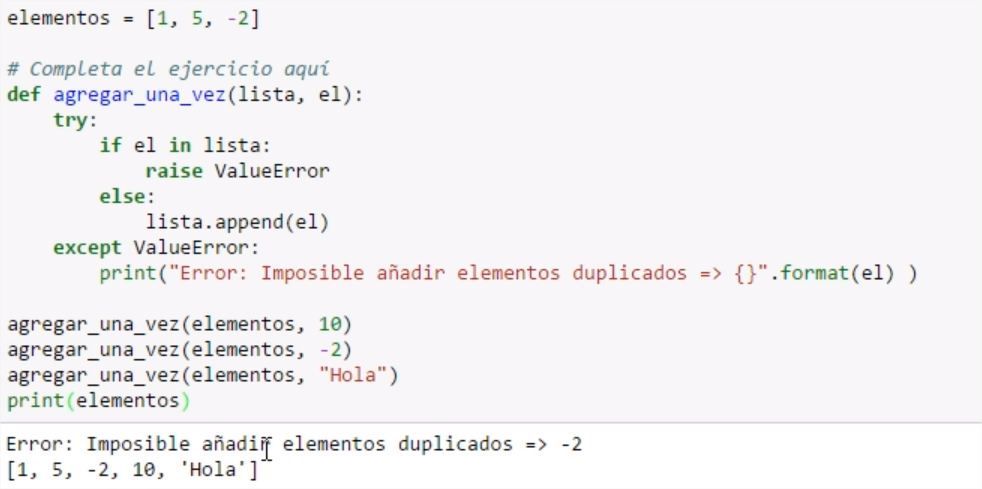 elementos = [1, 5, -2]
# Completa el ejercicio aquí
def agregar_una_vez(lista, el):
    try:
        if el in lista:
            raise ValueError
        else:
            lista.append(el)
    except ValueError:
        print("Error: Imposible añadir elementos duplicados => {}".format(el) )
agregar_una_vez(elementos, 10)
agregar_una_vez(elementos, -2)
agregar_una_vez(elementos, "Hola")
print(elementos)
Error: Imposible añadir elementos duplicados => -2
[1, 5, -2, 10, 'Hola']